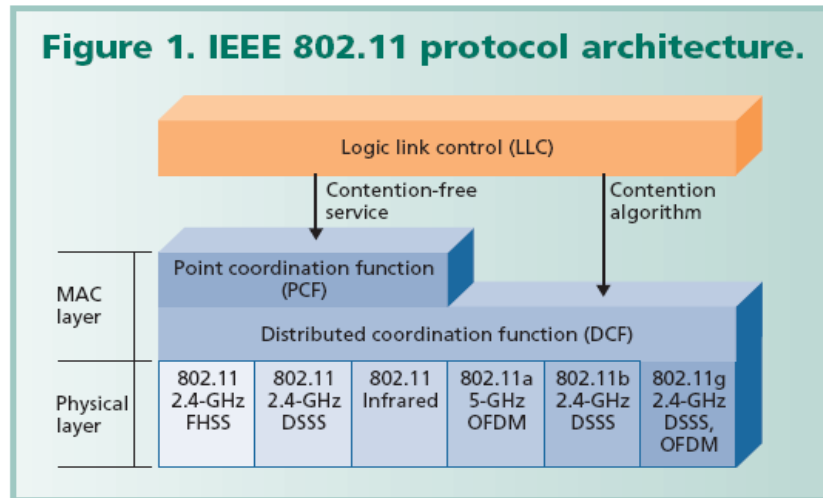 Figure 1. IEEE 802.11 protocol architecture.
Logic link control (LLC)
Contention-free
service
Contention
algorithm
MAC
layer
Point coordination function
(PCF)
Distributed coordination function (DCF)
Physical
layer
802.11
2.4-GHz
FHSS
802.11
2.4-GHz
DSSS
802.11
Infrared
802.11a
5-GHz
OFDM
802.11b
2.4-GHz
DSSS
802.11g
2.4-GHz
DSSS,
OFDM